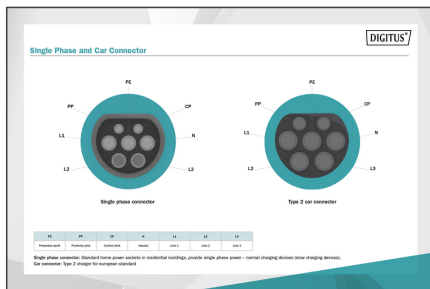 DIGITUS®
Single Phase and Car Connector
PE
PP
CP
L1
N
L2
L3
Single phase connector
PE
PP
CP
L1
N
L2
L3
Type 2 car connector
PE PP CP N L1 L2 L3
Protective earth Proximity pilot Control pilot Neutral Line 1 Line 2 Line 3
Single phase connector: Standard home power sockets in residential buildings, provide single phase power – normal charging devices (slow charging devices).
Car connector: Type 2 charger for european standard